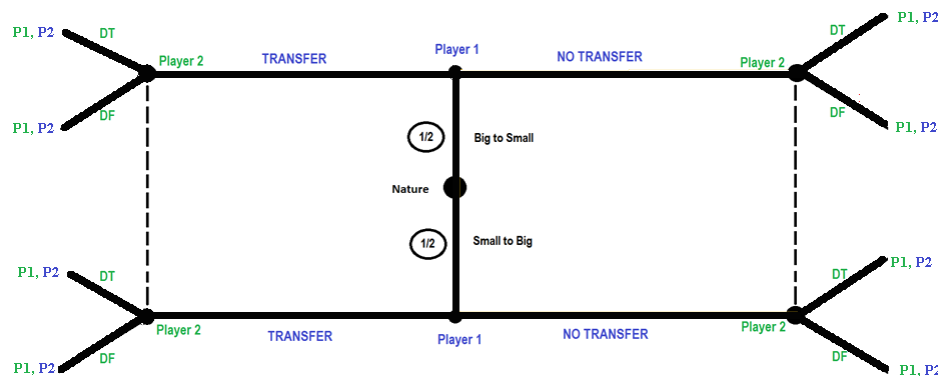 P1, P2
DT
Player 2
TRANSFER
Player 1
NO TRANSFER
Player 2
DT
P1, P2
P1, P2
DF
DF
P1, P2
1/2
Big to Small
Nature
1/2
Small to Big
P1, P2
DT
Player 2
TRANSFER
Player 1
NO TRANSFER
Player 2
DT
P1, P2
P1, P2
DF
DF
P1, P2